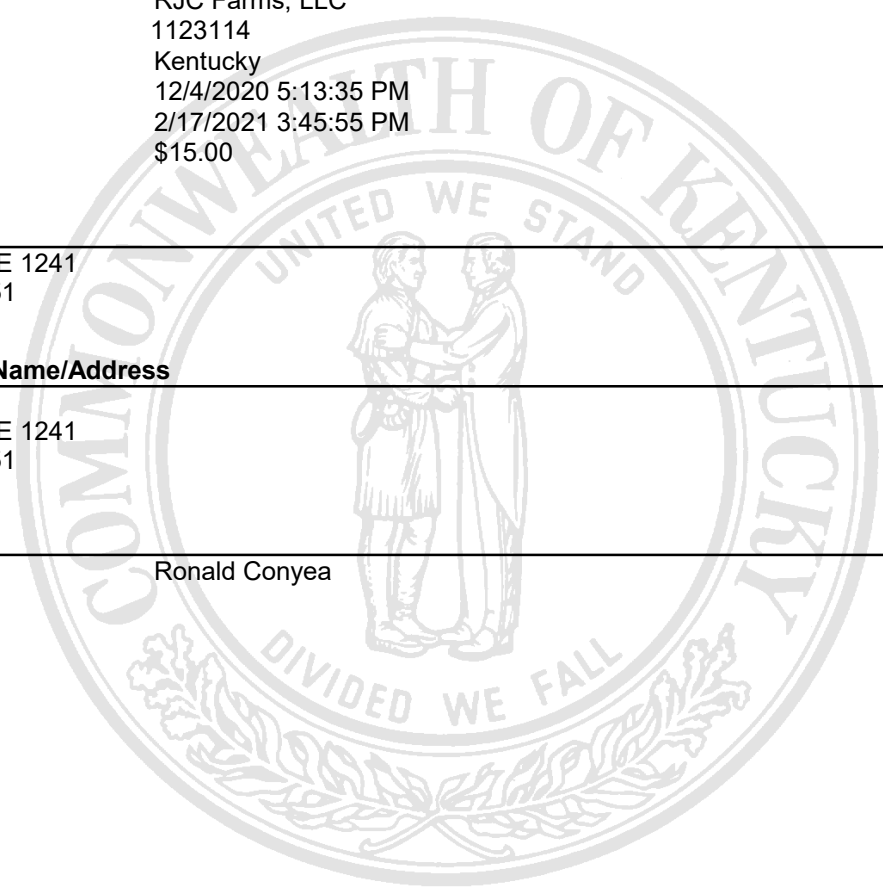 RJC Farms, LLC
1123114
Kentucky
12/4/2020 5:13:35 PM
2/17/2021 3:45:55 PM
$15.00
E 1241
Name/Address
E 1241
Ronald Conyea
COMMONWEALTH OF KENTUCKY
UNITED WE STAND
DIVIDED WE FALL